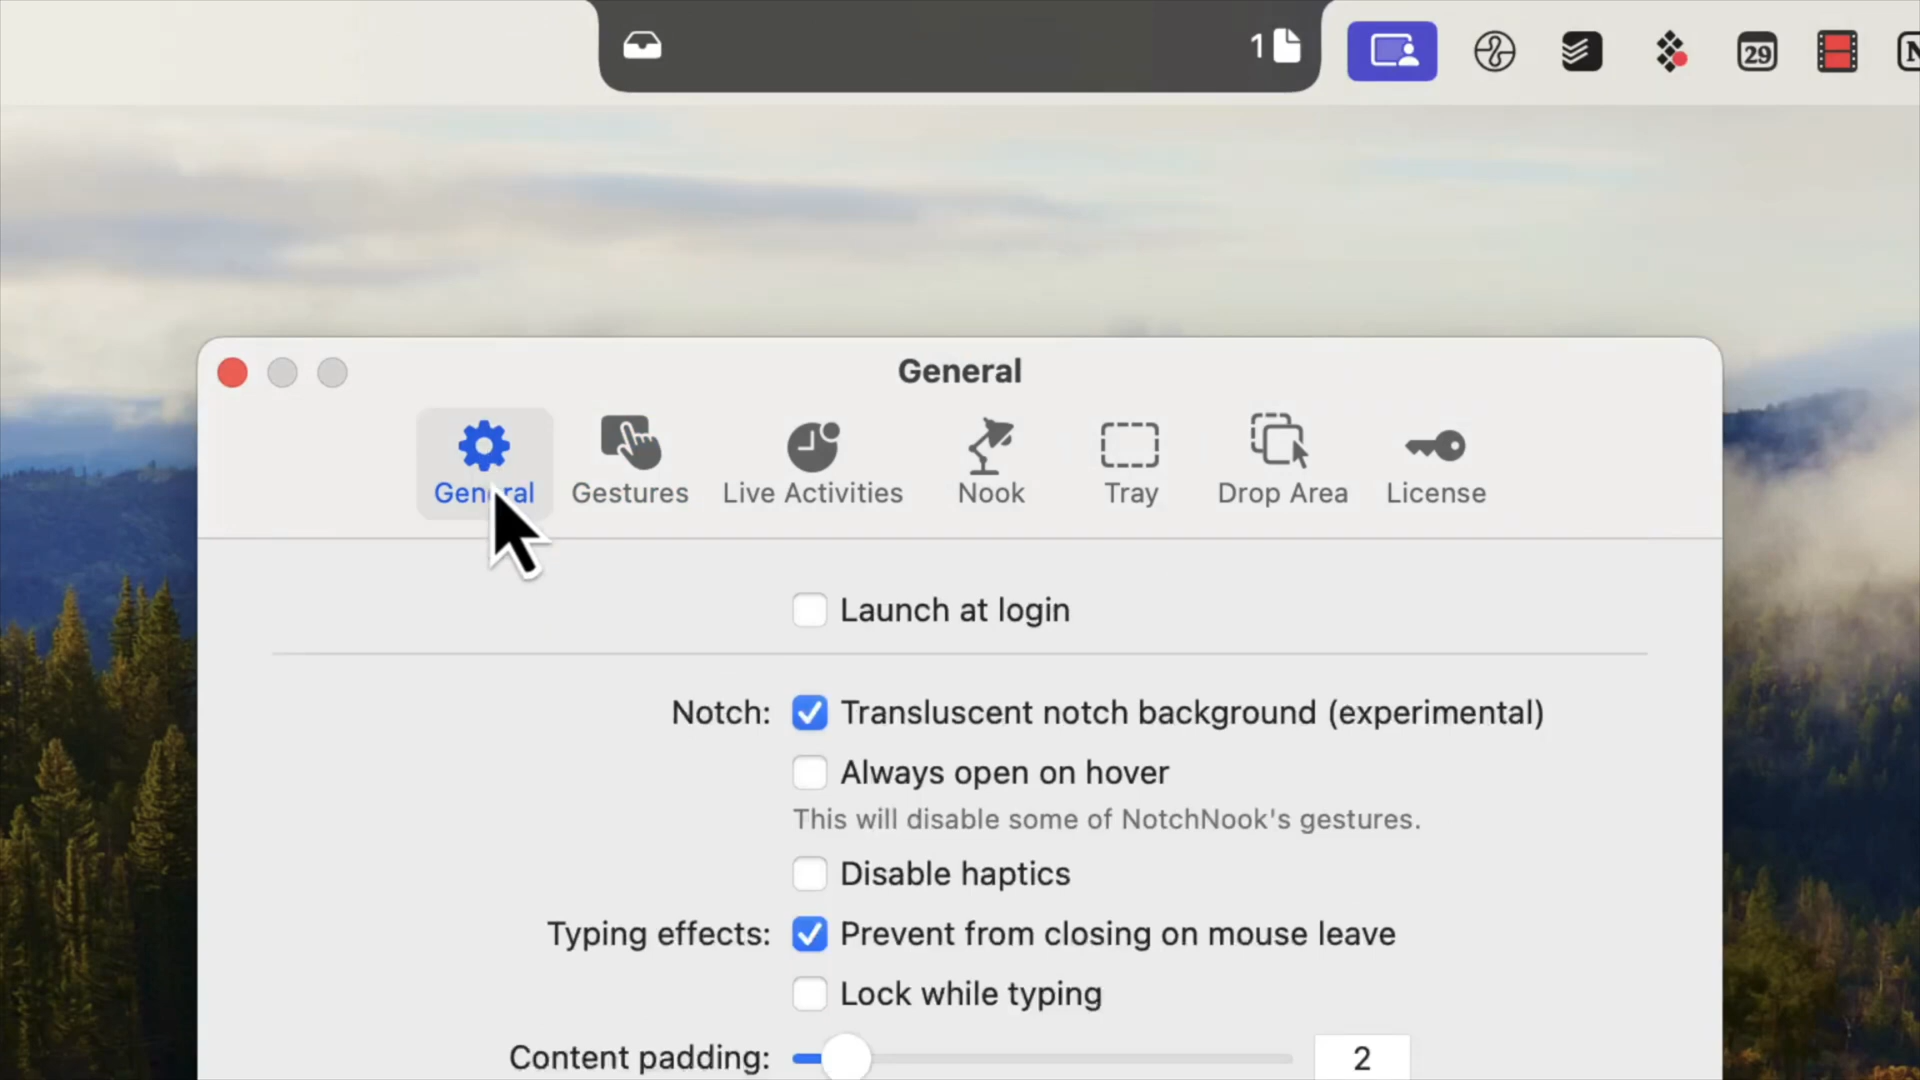 1
29
N
General
General Gestures Live Activities Nook Tray Drop Area License
Launch at login
Notch: Transluscent notch background (experimental)
Always open on hover
This will disable some of NotchNook's gestures.
Disable haptics
Typing effects: Prevent from closing on mouse leave
Lock while typing
Content padding: 2